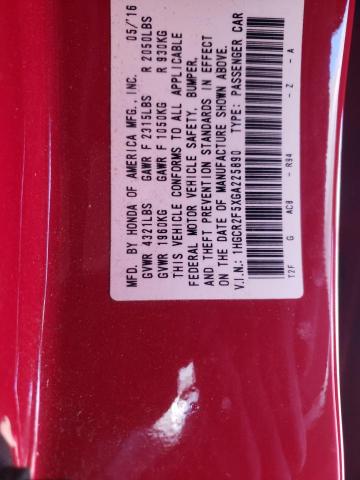 MFD. BY HONDA OF AMERICA MFG., INC. 05/'16
GVWR 4321LBS GAWR F 2315LBS R 2050LBS
GVWR 1960KG GAWR F 1050KG R 930KG
THIS VEHICLE CONFORMS TO ALL APPLICABLE
FEDERAL MOTOR VEHICLE SAFETY, BUMPER,
AND THEFT PREVENTION STANDARDS IN EFFECT
ON THE DATE OF MANUFACTURE SHOWN ABOVE.
V.I.N.: 1HGCR2F5XGA225890 TYPE: PASSENGER CAR
T2F G AC8 - R94 - Z - A